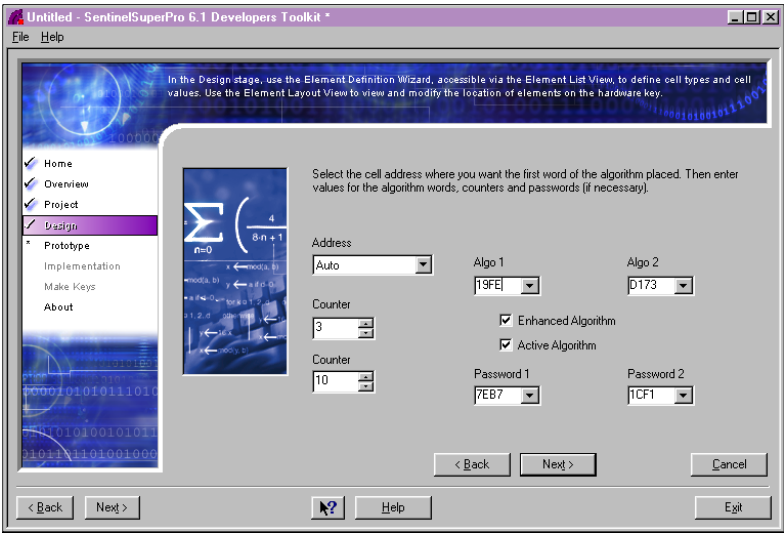 Untitled - SentinelSuperPro 6.1 Developers Toolkit *
File Help
In the Design stage, use the Element Definition Wizard, accessible via the Element List View, to define cell types and cell
values. Use the Element Layout View to view and modify the location of elements on the hardware key.
Home
Overview
Project
Design
* Prototype
Implementation
Make Keys
About
Select the cell address where you want the first word of the algorithm placed. Then enter
values for the algorithm words, counters and passwords (if necessary).
Address
Auto
Algo 1
19FE
Algo 2
D173
Counter
3
Enhanced Algorithm
Active Algorithm
Counter
10
Password 1
7EB7
Password 2
1CF1
< Back Next > Cancel
< Back Next > Help Exit